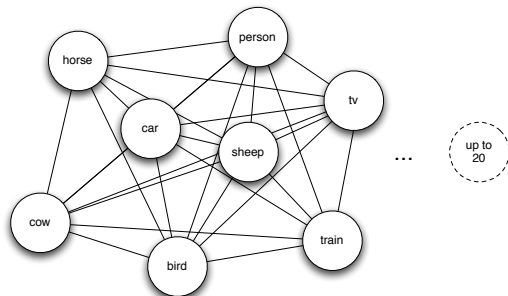 person
horse
tv
car
sheep
...
up to
20
cow
train
bird